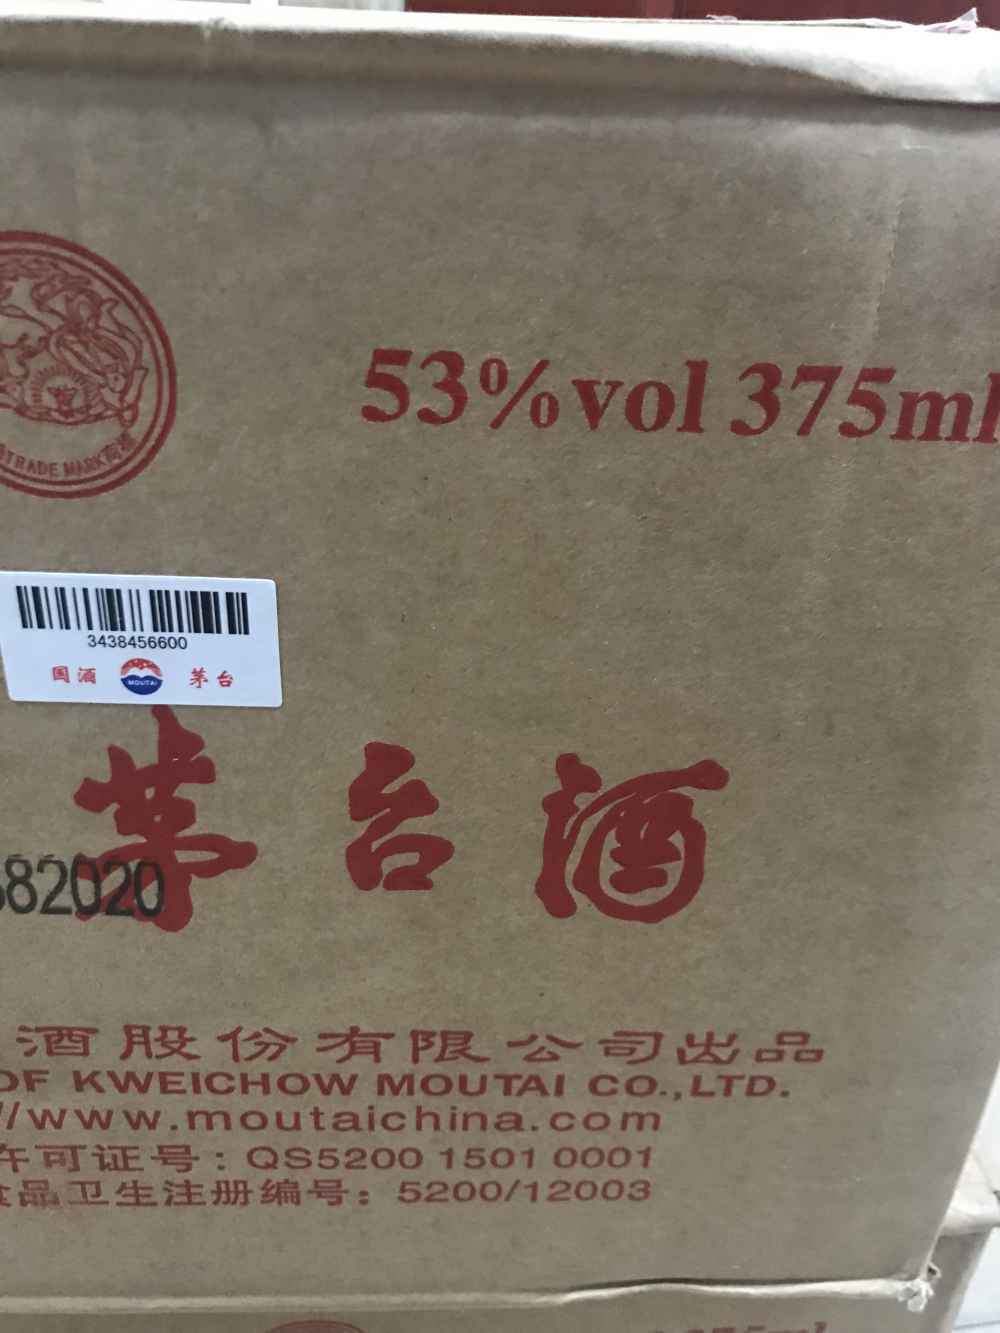 53%vol 375ml
TRADE MARK
3438456600
国酒 MOUTAI 茅台
茅台酒
82020
酒股份有限公司出品
OF KWEICHOW MOUTAI CO.,LTD.
//www.moutaichina.com
许可证号：QS5200 1501 0001
食品卫生注册编号：5200/12003